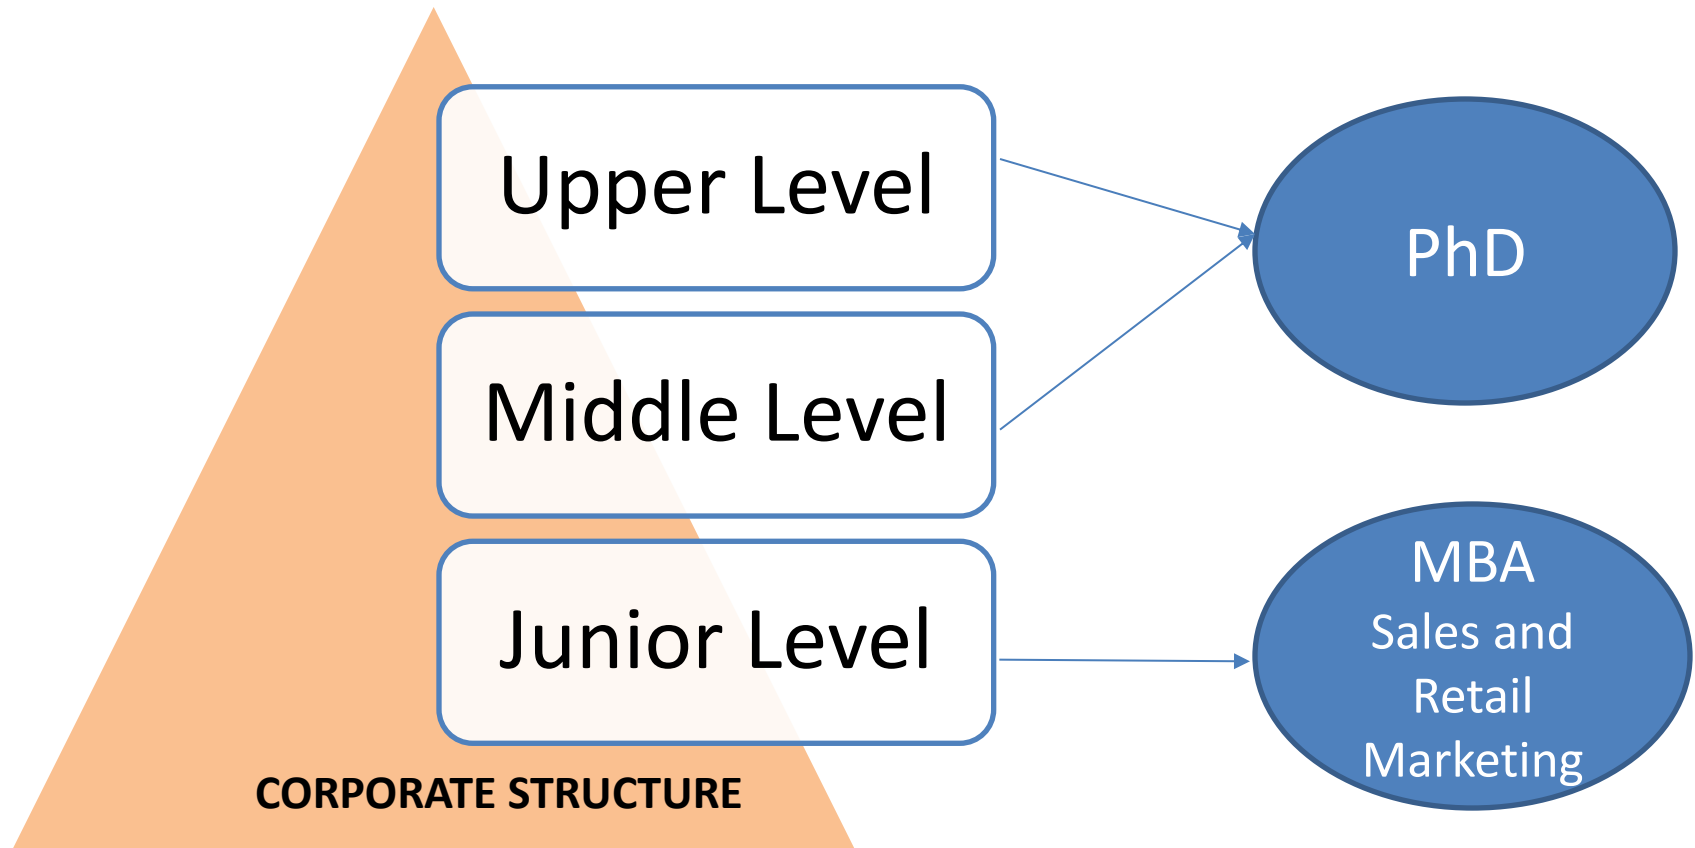 Upper Level
Middle Level
Junior Level
CORPORATE STRUCTURE
PhD
MBA
Sales and
Retail
Marketing